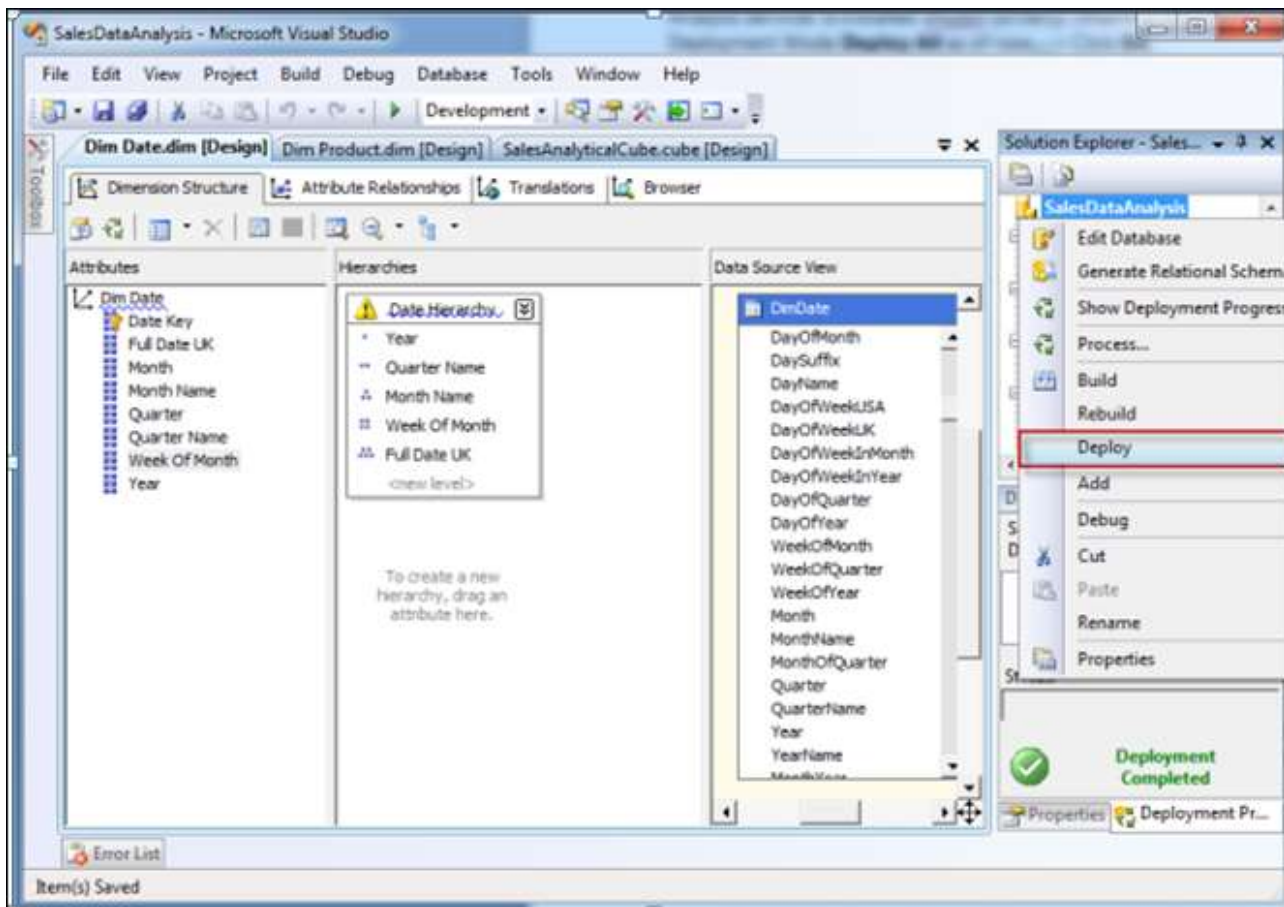 SalesDataAnalysis - Microsoft Visual Studio
File Edit View Project Build Debug Database Tools Window Help
Development
Toolbox
Dim Date.dim [Design] Dim Product.dim [Design] SalesAnalyticalCube.cube [Design]
Dimension Structure Attribute Relationships Translations Browser
Attributes
Dim Date
Date Key
Full Date UK
Month
Month Name
Quarter
Quarter Name
Week Of Month
Year
Hierarchies
Date Hierarchy
Year
Quarter Name
Month Name
Week Of Month
Full Date UK
<new level>
To create a new
hierarchy, drag an
attribute here.
Data Source View
DimDate
DayOfMonth
DaySuffix
DayName
DayOfWeekUSA
DayOfWeekUK
DayOfWeekInMonth
DayOfWeekInYear
DayOfQuarter
DayOfYear
WeekOfMonth
WeekOfQuarter
WeekOfYear
Month
MonthName
MonthOfQuarter
Quarter
QuarterName
Year
YearName
Solution Explorer - Sales...
SalesDataAnalysis
Edit Database
Generate Relational Schem
Show Deployment Progres
Process...
Build
Rebuild
Deploy
Add
Debug
Cut
Paste
Rename
Properties
Deployment
Completed
Properties Deployment Pr...
Error List
Item(s) Saved